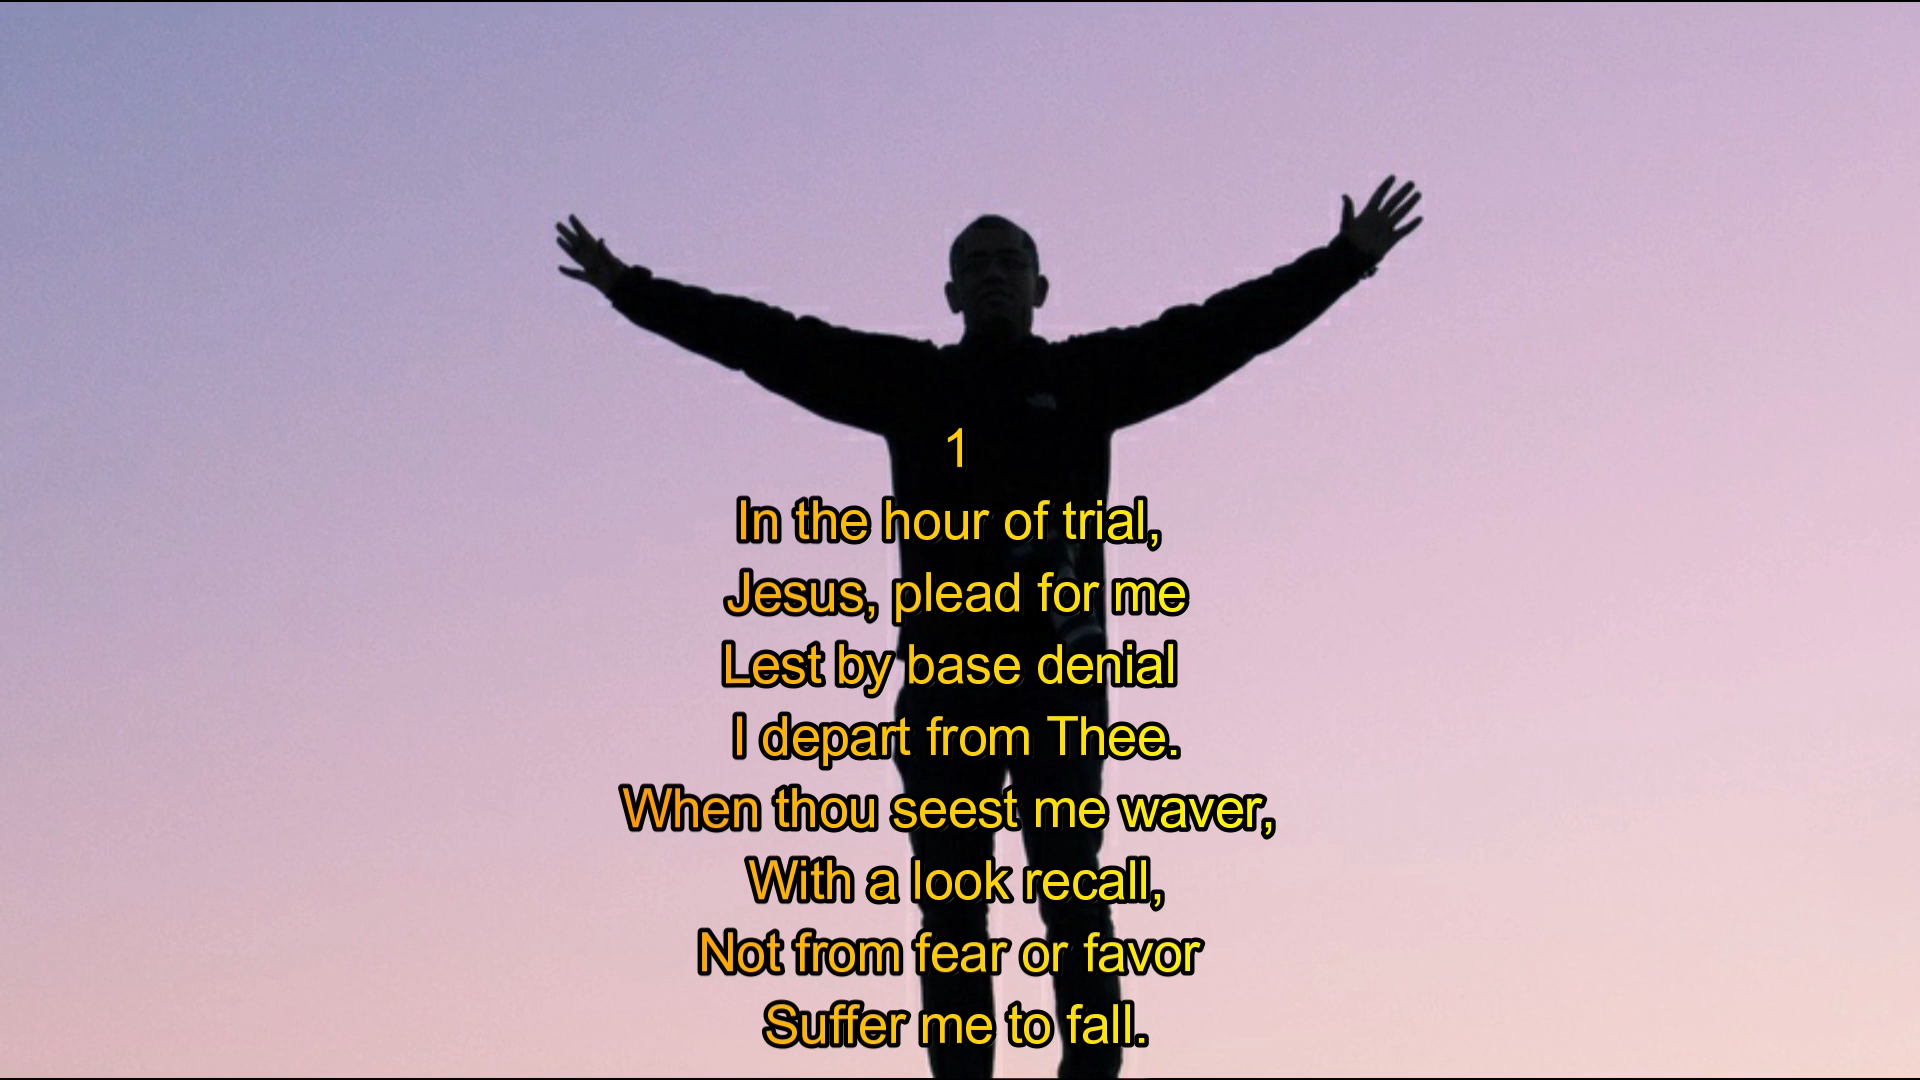 1
In the hour of trial,
Jesus, plead for me
Lest by base denial
I depart from Thee.
When thou seest me waver,
With a look recall,
Not from fear or favor
Suffer me to fall.